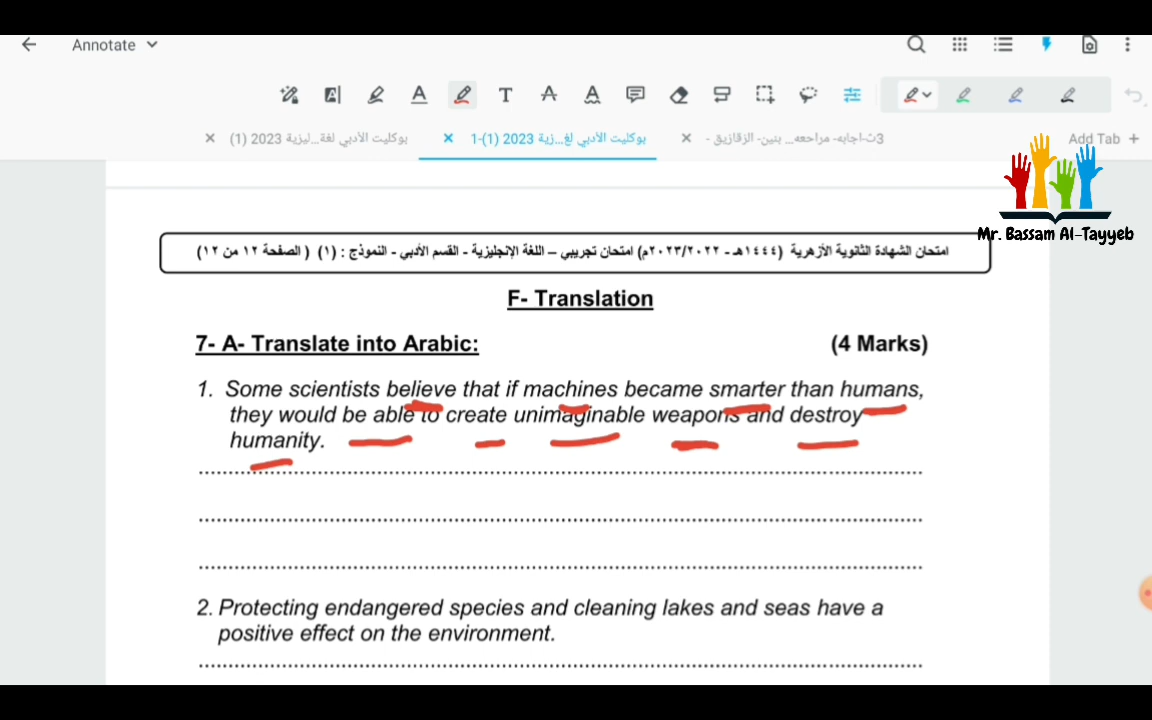 Annotate
بوكليت الأدبي لغة...ليزية 2023 (1)
بوكليت الأدبي لغ...زية 2023 (1)-1
3ث-اجابه- مراجعه... بنين- الزقازيق -
Add Tab +
Mr. Bassam Al-Tayyeb
امتحان الشهادة الثانوية الأزهرية (١٤٤٤هـ - ٢٠٢٣/٢٠٢٢م) امتحان تجريبي – اللغة الإنجليزية - القسم الأدبي - النموذج : (١) ( الصفحة ١٢ من ١٢)
F- Translation
7- A- Translate into Arabic: (4 Marks)
1. Some scientists believe that if machines became smarter than humans,
they would be able to create unimaginable weapons and destroy
humanity.
2. Protecting endangered species and cleaning lakes and seas have a
positive effect on the environment.